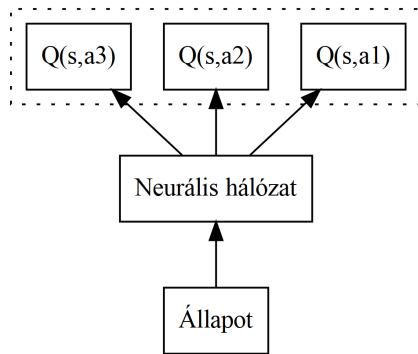 Q(s,a3)
Q(s,a2)
Q(s,a1)
Neurális hálózat
Állapot